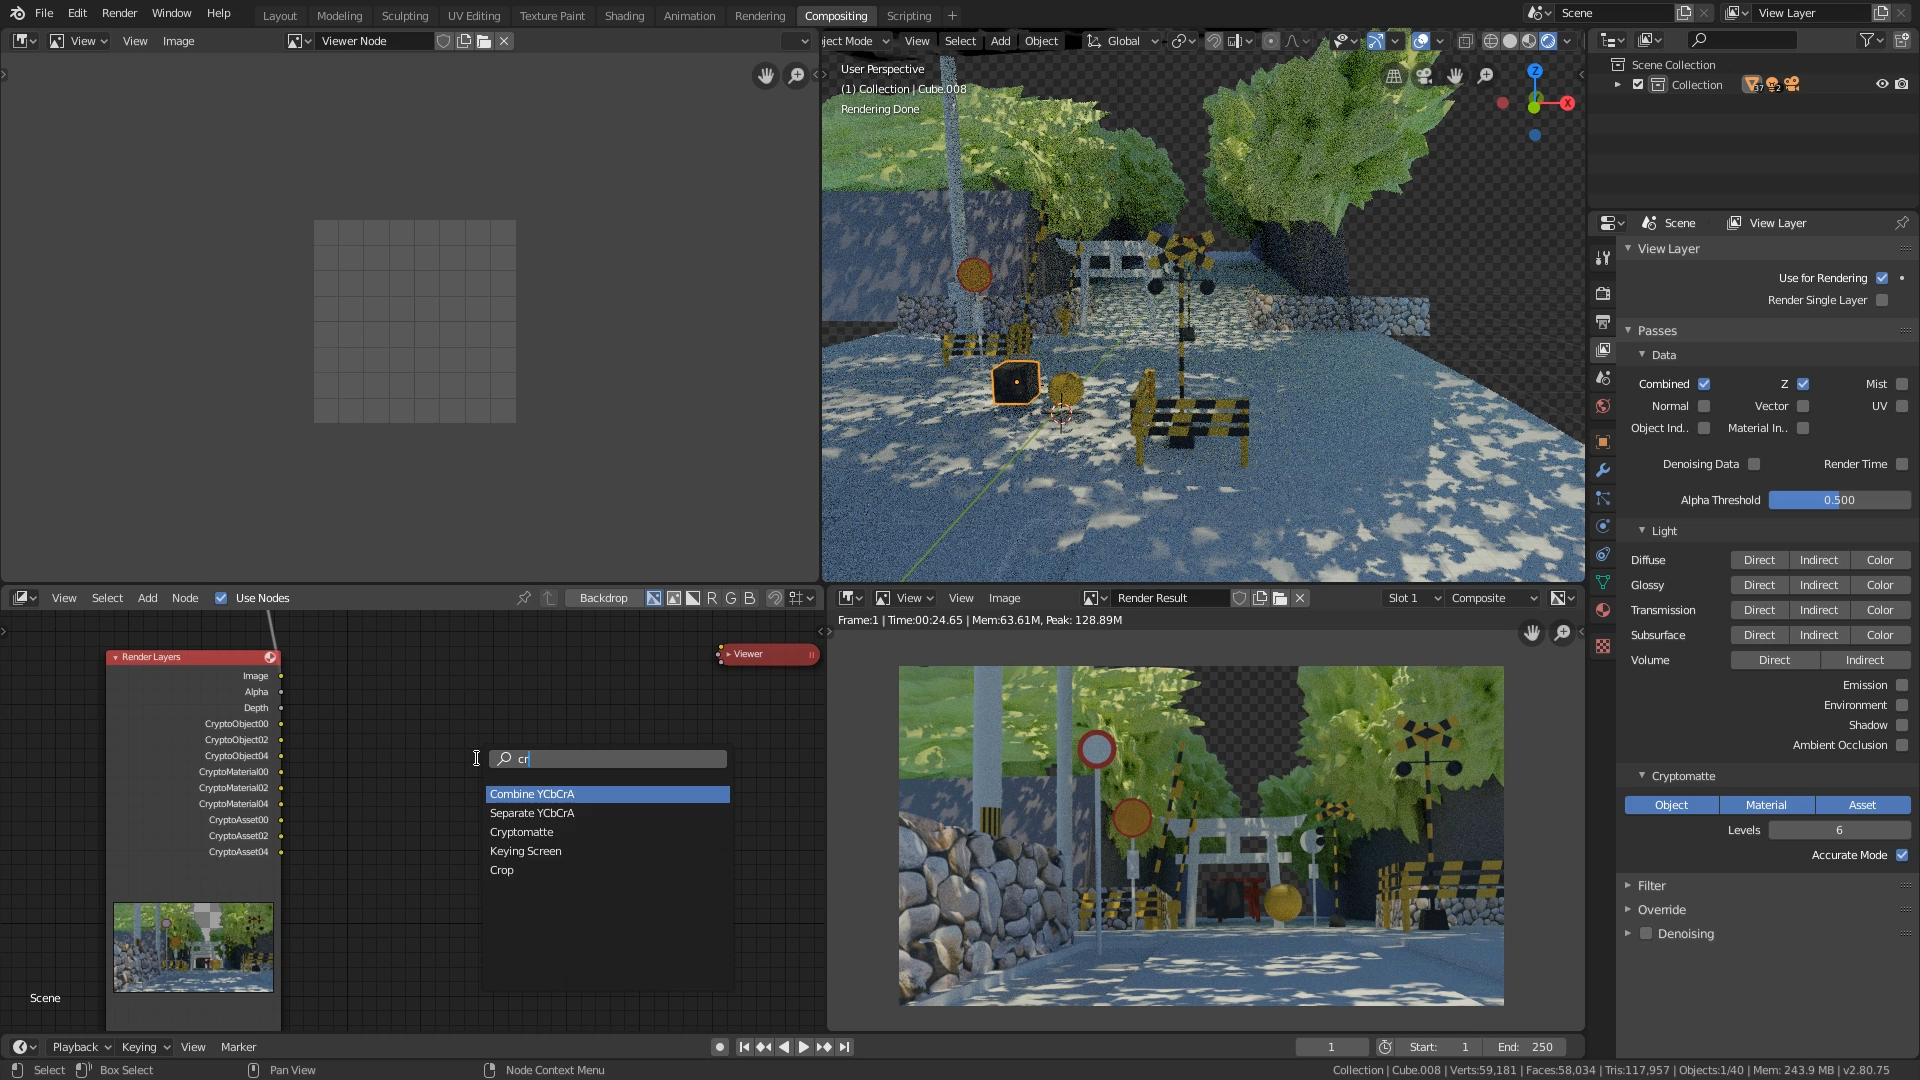 File Edit Render Window Help Layout Modeling Sculpting UV Editing Texture Paint Shading Animation Rendering Compositing Scripting + Scene View Layer
View View Image Viewer Node
ject Mode View Select Add Object Global
User Perspective
(1) Collection | Cube.008
Rendering Done
Z
X
Scene Collection
Collection 37 2
Scene View Layer
View Layer
Use for Rendering
Render Single Layer
Passes
Data
Combined Z Mist
Normal Vector UV
Object Ind.. Material In..
Denoising Data Render Time
Alpha Threshold 0.500
Light
Diffuse Direct Indirect Color
Glossy Direct Indirect Color
Transmission Direct Indirect Color
Subsurface Direct Indirect Color
Volume Direct Indirect
Emission
Environment
Shadow
Ambient Occlusion
Cryptomatte
Object Material Asset
Levels 6
Accurate Mode
Filter
Override
Denoising
View Select Add Node Use Nodes Backdrop R G B
Render Layers
Image
Alpha
Depth
CryptoObject00
CryptoObject02
CryptoObject04
CryptoMaterial00
CryptoMaterial02
CryptoMaterial04
CryptoAsset00
CryptoAsset02
CryptoAsset04
Viewer
cr
Combine YCbCrA
Separate YCbCrA
Cryptomatte
Keying Screen
Crop
Scene
View View Image Render Result Slot 1 Composite
Frame:1 | Time:00:24.65 | Mem:63.61M, Peak: 128.89M
Playback Keying View Marker 1 Start: 1 End: 250
Select Box Select Pan View Node Context Menu Collection | Cube.008 | Verts:59,181 | Faces:58,034 | Tris:117,957 | Objects:1/40 | Mem: 243.9 MB | v2.80.75